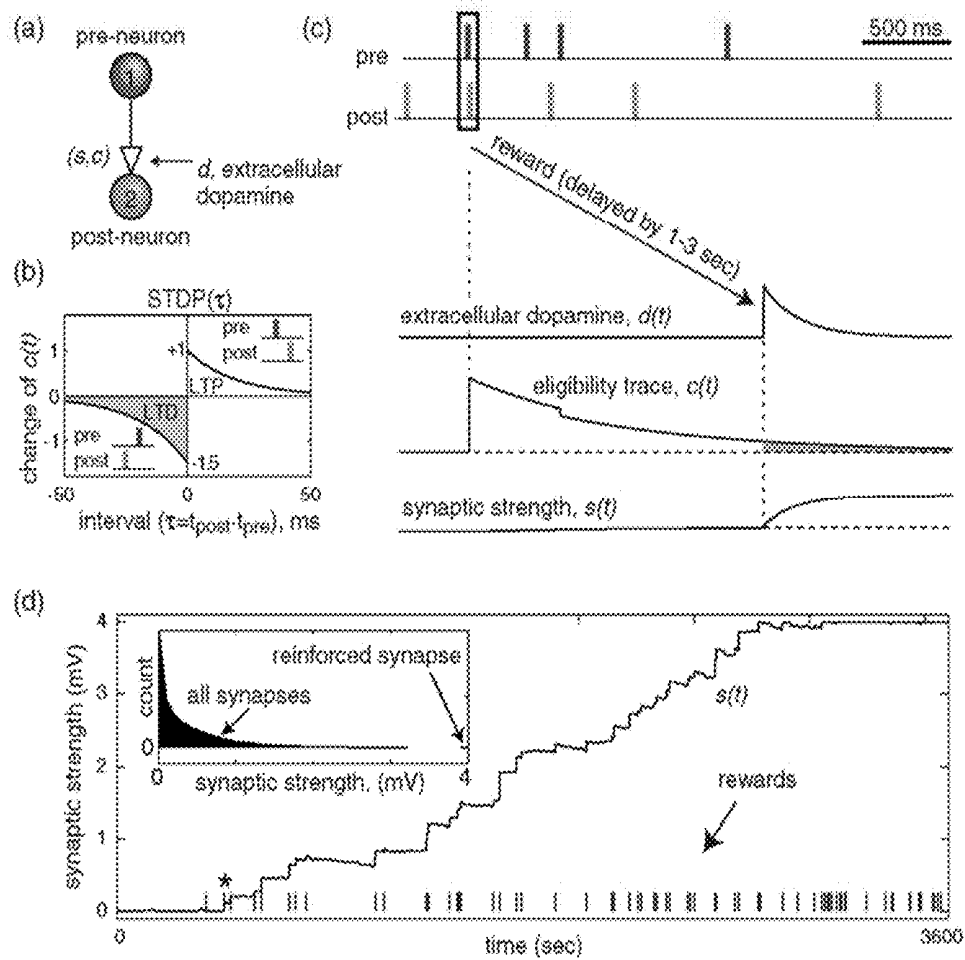 (a)
pre-neuron
1
(s,c)
d, extracellular
dopamine
2
post-neuron
(b)
STDP(τ)
change of c(t)
1
0
-1
+1
pre
post
LTP
LTD
pre
post
-1.5
-50
0
50
interval (τ=tpost-tpre), ms
(c)
500 ms
pre
post
reward (delayed by 1-3 sec)
extracellular dopamine, d(t)
eligibility trace, c(t)
synaptic strength, s(t)
(d)
synaptic strength (mV)
4
3
2
1
0
count
0
all synapses
reinforced synapse
0
synaptic strength, (mV)
4
s(t)
rewards
*
0
time (sec)
3600